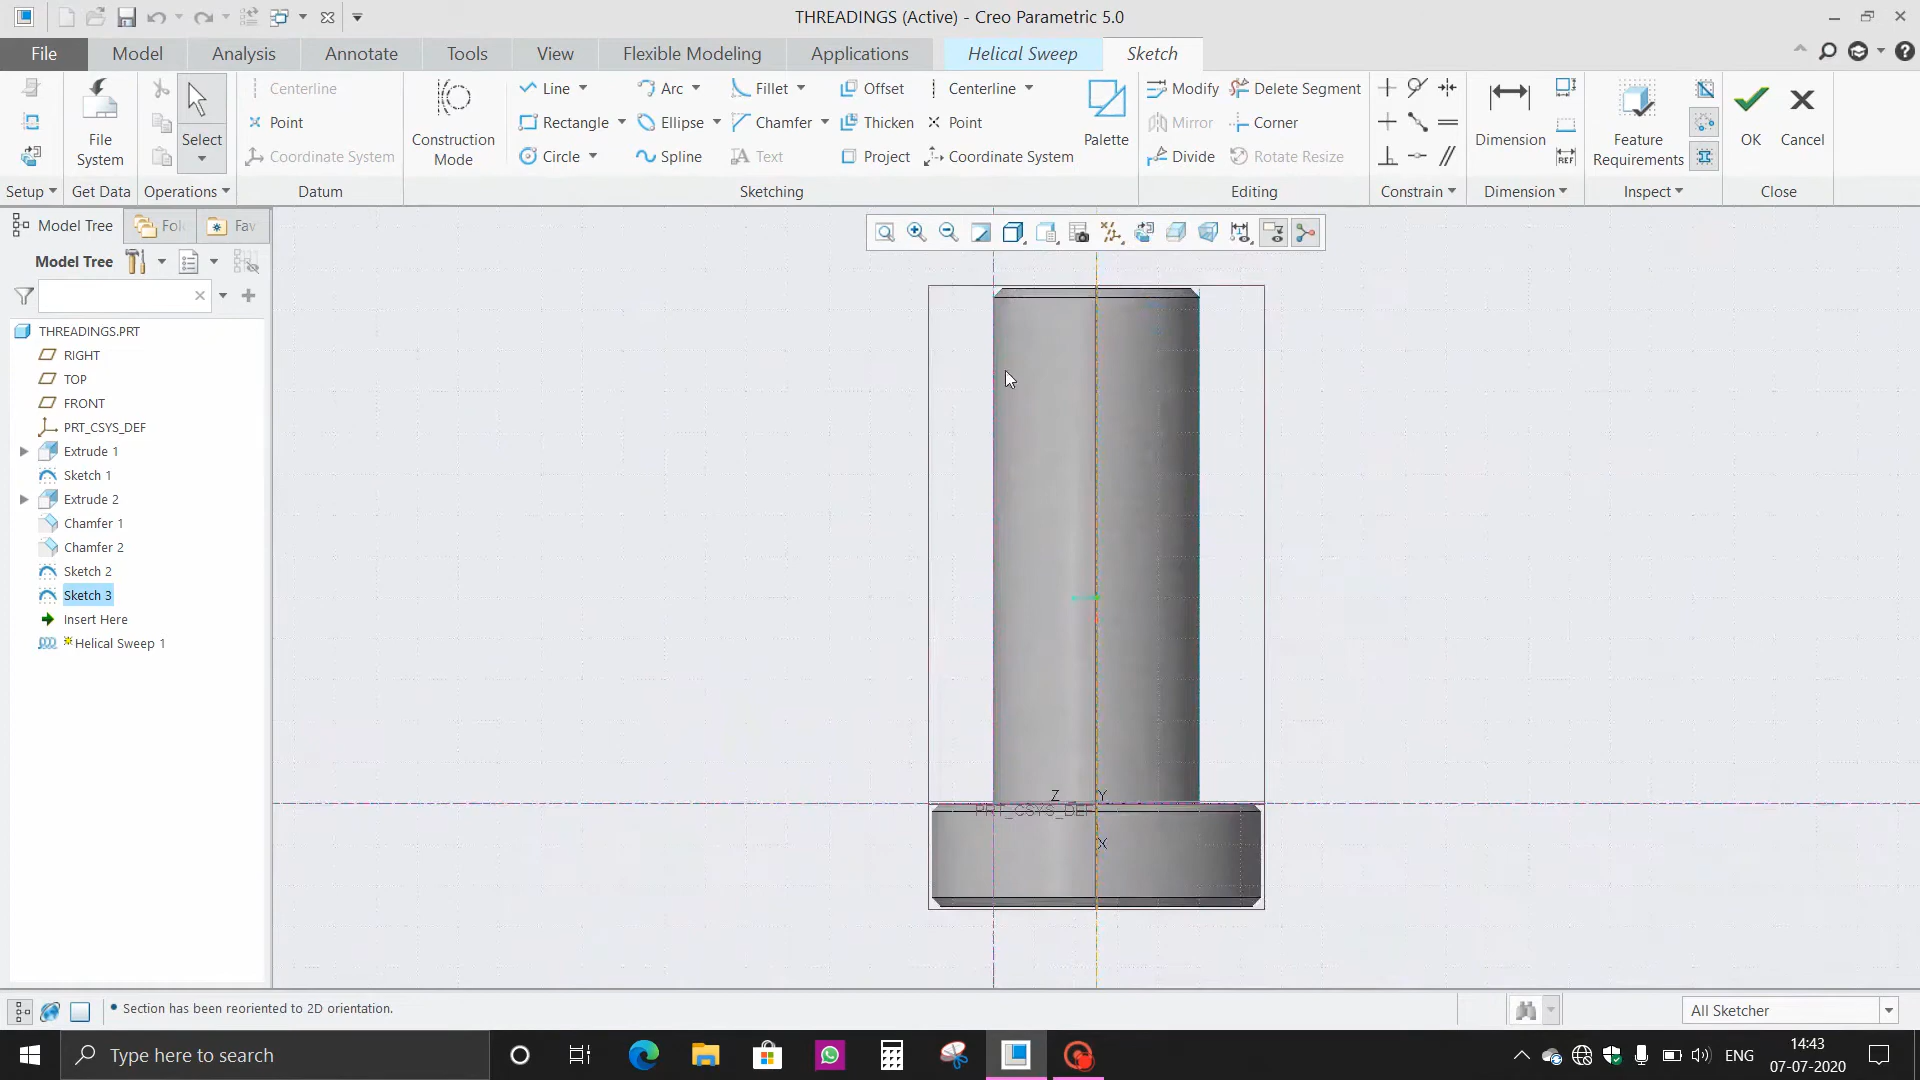 THREADINGS (Active) - Creo Parametric 5.0
File Model Analysis Annotate Tools View Flexible Modeling Applications Helical Sweep Sketch
Centerline Line Arc Fillet Offset Centerline Modify Delete Segment
Point Rectangle Ellipse Chamfer Thicken Point Mirror Corner
File System Select Construction Mode Palette Dimension Feature Requirements OK Cancel
REF
Coordinate System Circle Spline Text Project Coordinate System Divide Rotate Resize
Setup Get Data Operations Datum Sketching Editing Constrain Dimension Inspect Close
Model Tree Fol Fav
Model Tree
THREADINGS.PRT
RIGHT
TOP
FRONT
PRT_CSYS_DEF
Extrude 1
Sketch 1
Extrude 2
Chamfer 1
Chamfer 2
Sketch 2
Sketch 3
Insert Here
Helical Sweep 1
Z Y
PRT_CSYS_DEF
X
Section has been reoriented to 2D orientation.
All Sketcher
Type here to search
ENG
14:43
07-07-2020